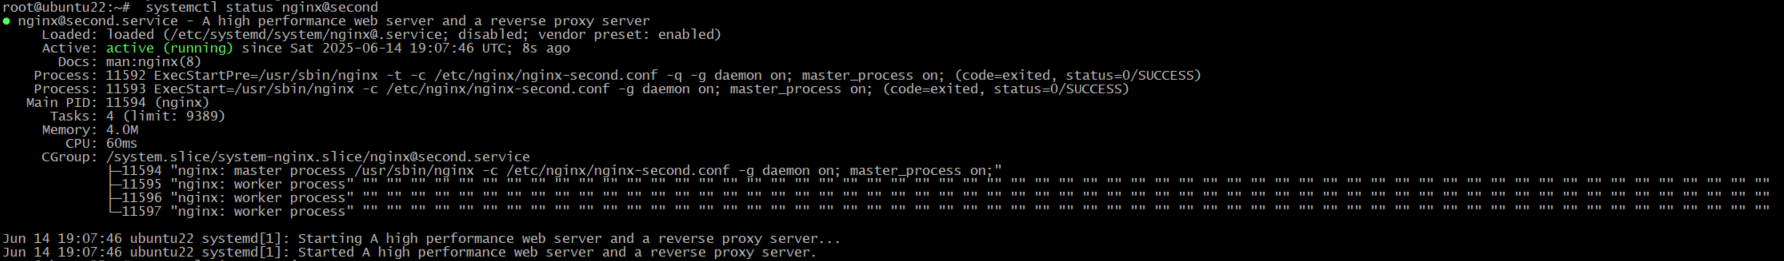 root@ubuntu22:~#  systemctl status nginx@second
● nginx@second.service - A high performance web server and a reverse proxy server
     Loaded: loaded (/etc/systemd/system/nginx@.service; disabled; vendor preset: enabled)
     Active: active (running) since Sat 2025-06-14 19:07:46 UTC; 8s ago
       Docs: man:nginx(8)
    Process: 11592 ExecStartPre=/usr/sbin/nginx -t -c /etc/nginx/nginx-second.conf -q -g daemon on; master_process on; (code=exited, status=0/SUCCESS)
    Process: 11593 ExecStart=/usr/sbin/nginx -c /etc/nginx/nginx-second.conf -g daemon on; master_process on; (code=exited, status=0/SUCCESS)
   Main PID: 11594 (nginx)
      Tasks: 4 (limit: 9389)
     Memory: 4.0M
        CPU: 60ms
     CGroup: /system.slice/system-nginx.slice/nginx@second.service
             ├─11594 "nginx: master process /usr/sbin/nginx -c /etc/nginx/nginx-second.conf -g daemon on; master_process on;"
             ├─11595 "nginx: worker process" "" "" "" "" "" "" "" "" "" "" "" "" "" "" "" "" "" "" "" "" "" "" "" "" "" "" "" "" "" "" "" "" "" "" "" "" "" "" "" "" "" "" "" "" "" "" "" "" "" "" "" "" "" "" "" "" "" "" ""
             ├─11596 "nginx: worker process" "" "" "" "" "" "" "" "" "" "" "" "" "" "" "" "" "" "" "" "" "" "" "" "" "" "" "" "" "" "" "" "" "" "" "" "" "" "" "" "" "" "" "" "" "" "" "" "" "" "" "" "" "" "" "" "" "" "" ""
             └─11597 "nginx: worker process" "" "" "" "" "" "" "" "" "" "" "" "" "" "" "" "" "" "" "" "" "" "" "" "" "" "" "" "" "" "" "" "" "" "" "" "" "" "" "" "" "" "" "" "" "" "" "" "" "" "" "" "" "" "" "" "" "" "" ""

Jun 14 19:07:46 ubuntu22 systemd[1]: Starting A high performance web server and a reverse proxy server...
Jun 14 19:07:46 ubuntu22 systemd[1]: Started A high performance web server and a reverse proxy server.